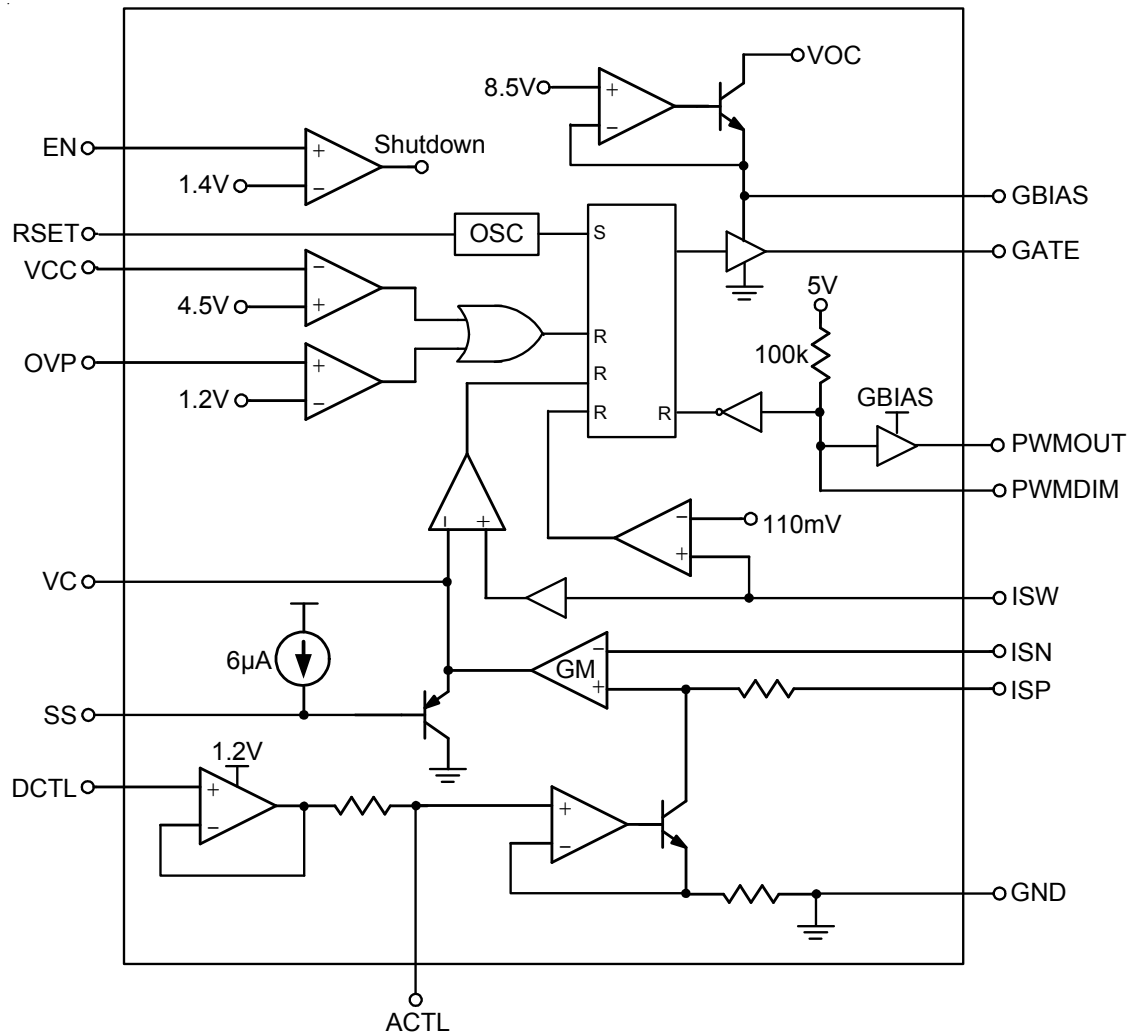 VOC
8.5V
+
−
EN
+
Shutdown
1.4V
−
GBIAS
RSET
OSC
S
GATE
VCC
−
4.5V
+
5V
R
100k
OVP
+
R
1.2V
−
R
R
GBIAS
PWMOUT
PWMDIM
−
+
−
110mV
+
VC
ISW
6µA
GM
−
ISN
+
ISP
SS
1.2V
DCTL
+
−
+
−
GND
ACTL